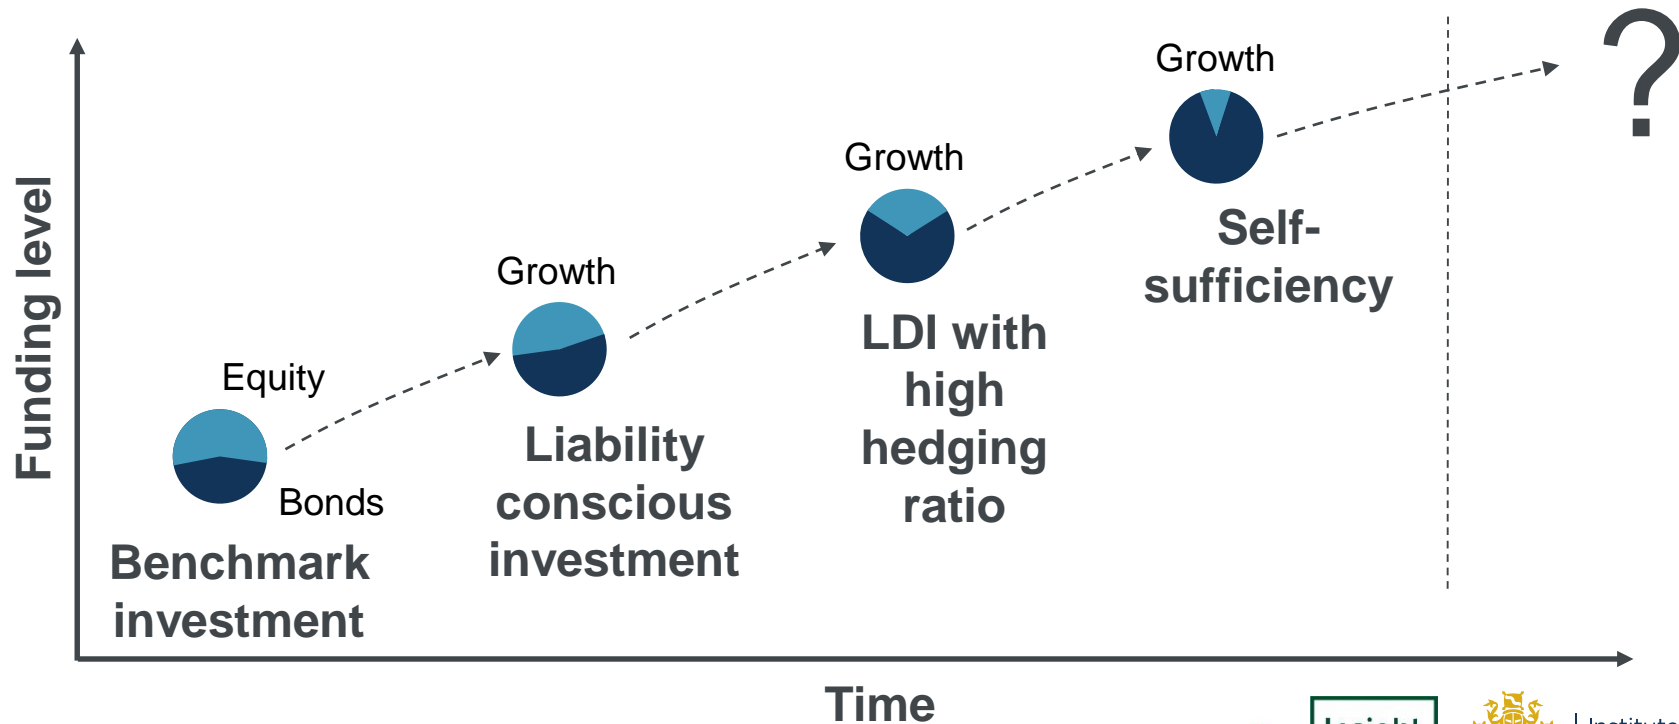 ?
Growth
Growth
Growth
Equity
Bonds
Self-
sufficiency
LDI with
high
hedging
ratio
Liability
conscious
investment
Benchmark
investment
Funding level
Time